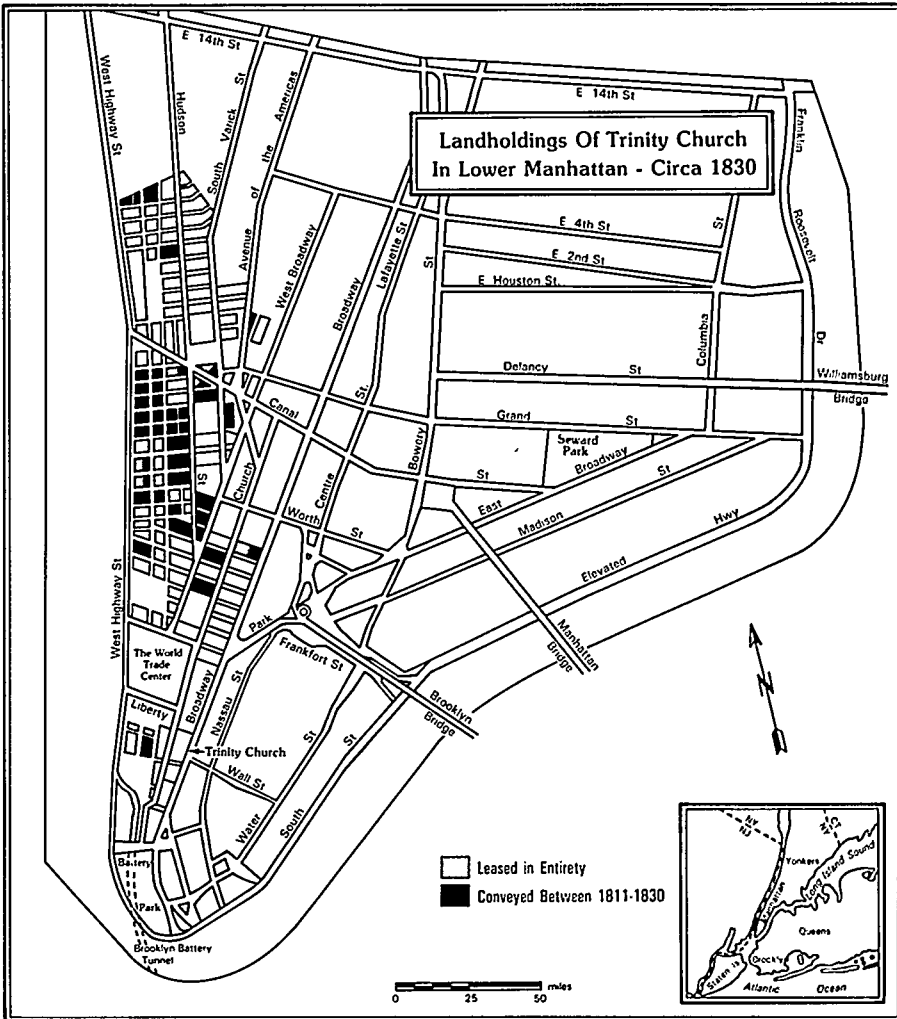 E 14th St
West Highway St
Hudson
South Varick St
Avenue of the Americas
E 14th St
Franklin Roosevelt Dr
Landholdings Of Trinity Church
In Lower Manhattan - Circa 1830
West Broadway
Broadway
Lafayette St
St
St
E 4th St
E 2nd St
E Houston St.
Columbia
Delancy St
Williamsburg
Bridge
Grand St
Canal
St.
Bowery
Seward
Park
St
East Broadway
Madison St
Church
Centre
St
Worth St
Elevated Hwy
West Highway St
Park
Manhattan
Bridge
The World
Trade
Center
Frankfort St
Brooklyn
Bridge
Liberty
Broadway
Nassau St
Trinity Church
Wall St
Water St
South St
N
Battery
Park
Brooklyn Battery
Tunnel
Leased in Entirety
Conveyed Between 1811-1830
0 25 50 miles
NY
NJ
CT
NY
Yonkers
Long Island Sound
Manhattan
Queens
Staten Is
Atlantic Ocean